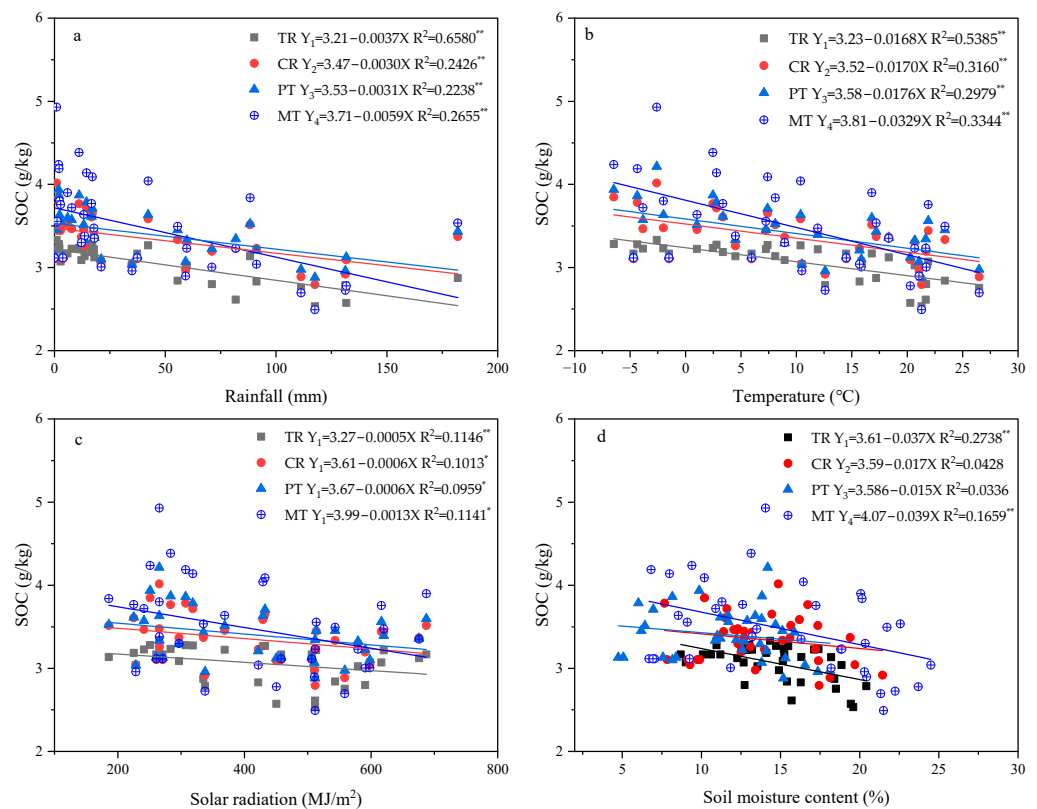 a
TR Y₁=3.21−0.0037X R²=0.6580**
CR Y₂=3.47−0.0030X R²=0.2426**
PT Y₃=3.53−0.0031X R²=0.2238**
MT Y₄=3.71−0.0059X R²=0.2655**
6
5
4
3
2
SOC (g/kg)
0 50 100 150 200
Rainfall (mm)
b
TR Y₁=3.23−0.0168X R²=0.5385**
CR Y₂=3.52−0.0170X R²=0.3160**
PT Y₃=3.58−0.0176X R²=0.2979**
MT Y₄=3.81−0.0329X R²=0.3344**
6
5
4
3
2
SOC (g/kg)
−10 −5 0 5 10 15 20 25 30
Temperature (℃)
c
TR Y₁=3.27−0.0005X R²=0.1146**
CR Y₁=3.61−0.0006X R²=0.1013*
PT Y₁=3.67−0.0006X R²=0.0959*
MT Y₁=3.99−0.0013X R²=0.1141*
6
5
4
3
2
SOC (g/kg)
200 400 600 800
Solar radiation (MJ/m²)
d
TR Y₁=3.61−0.037X R²=0.2738**
CR Y₂=3.59−0.017X R²=0.0428
PT Y₃=3.586−0.015X R²=0.0336
MT Y₄=4.07−0.039X R²=0.1659**
6
5
4
3
2
SOC (g/kg)
5 10 15 20 25 30
Soil moisture content (%)